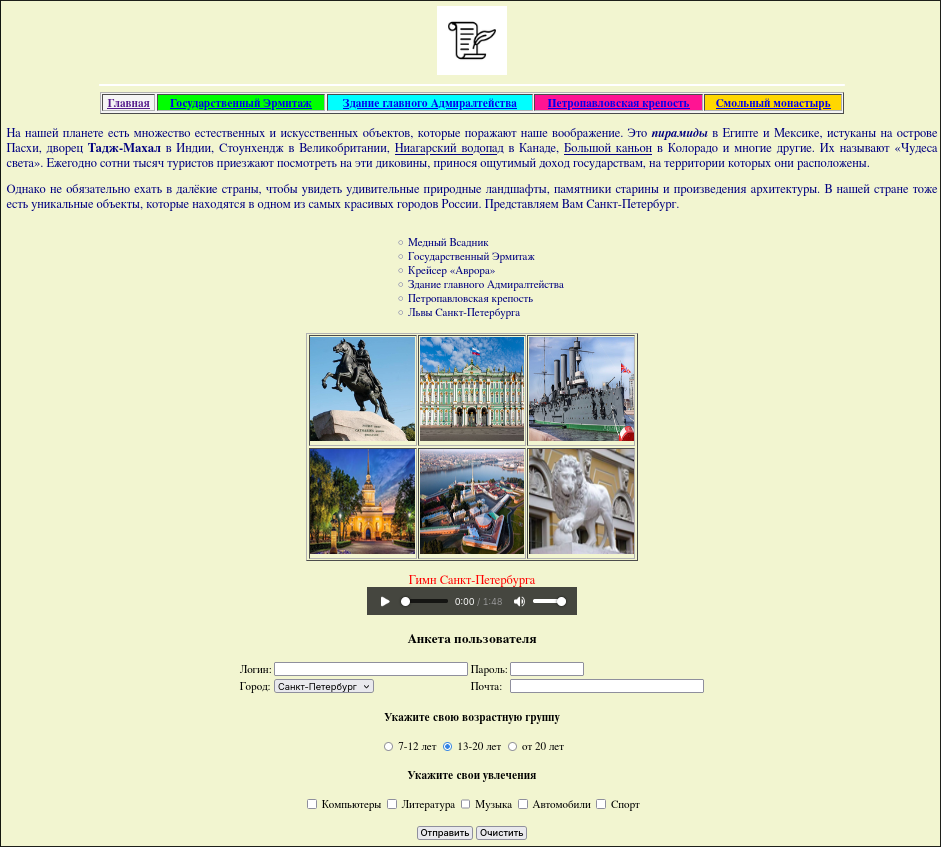 Главная Государственный Эрмитаж Здание главного Адмиралтейства Петропавловская крепость Смольный монастырь
На нашей планете есть множество естественных и искусственных объектов, которые поражают наше воображение. Это пирамиды в Египте и Мексике, истуканы на острове
Пасхи, дворец Тадж-Махал в Индии, Стоунхендж в Великобритании, Ниагарский водопад в Канаде, Большой каньон в Колорадо и многие другие. Их называют «Чудеса
света». Ежегодно сотни тысяч туристов приезжают посмотреть на эти диковины, принося ощутимый доход государствам, на территории которых они расположены.
Однако не обязательно ехать в далёкие страны, чтобы увидеть удивительные природные ландшафты, памятники старины и произведения архитектуры. В нашей стране тоже
есть уникальные объекты, которые находятся в одном из самых красивых городов России. Представляем Вам Санкт-Петербург.
Медный Всадник
Государственный Эрмитаж
Крейсер «Аврора»
Здание главного Адмиралтейства
Петропавловская крепость
Львы Санкт-Петербурга
Гимн Санкт-Петербурга
0:00 / 1:48
Анкета пользователя
Логин: Пароль:
Город: Санкт-Петербург Почта:
Укажите свою возрастную группу
7-12 лет 13-20 лет от 20 лет
Укажите свои увлечения
Компьютеры Литература Музыка Автомобили Спорт
Отправить Очистить